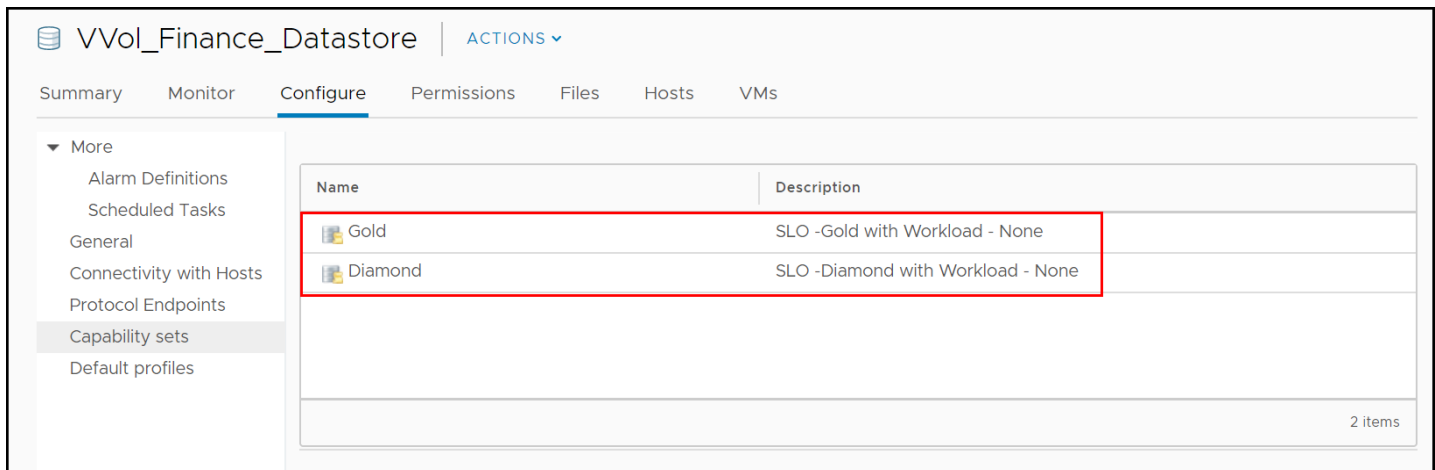 VVol_Finance_Datastore ACTIONS
Summary Monitor Configure Permissions Files Hosts VMs
More
Alarm Definitions
Scheduled Tasks
General
Connectivity with Hosts
Protocol Endpoints
Capability sets
Default profiles
Name Description
Gold SLO -Gold with Workload - None
Diamond SLO -Diamond with Workload - None
2 items